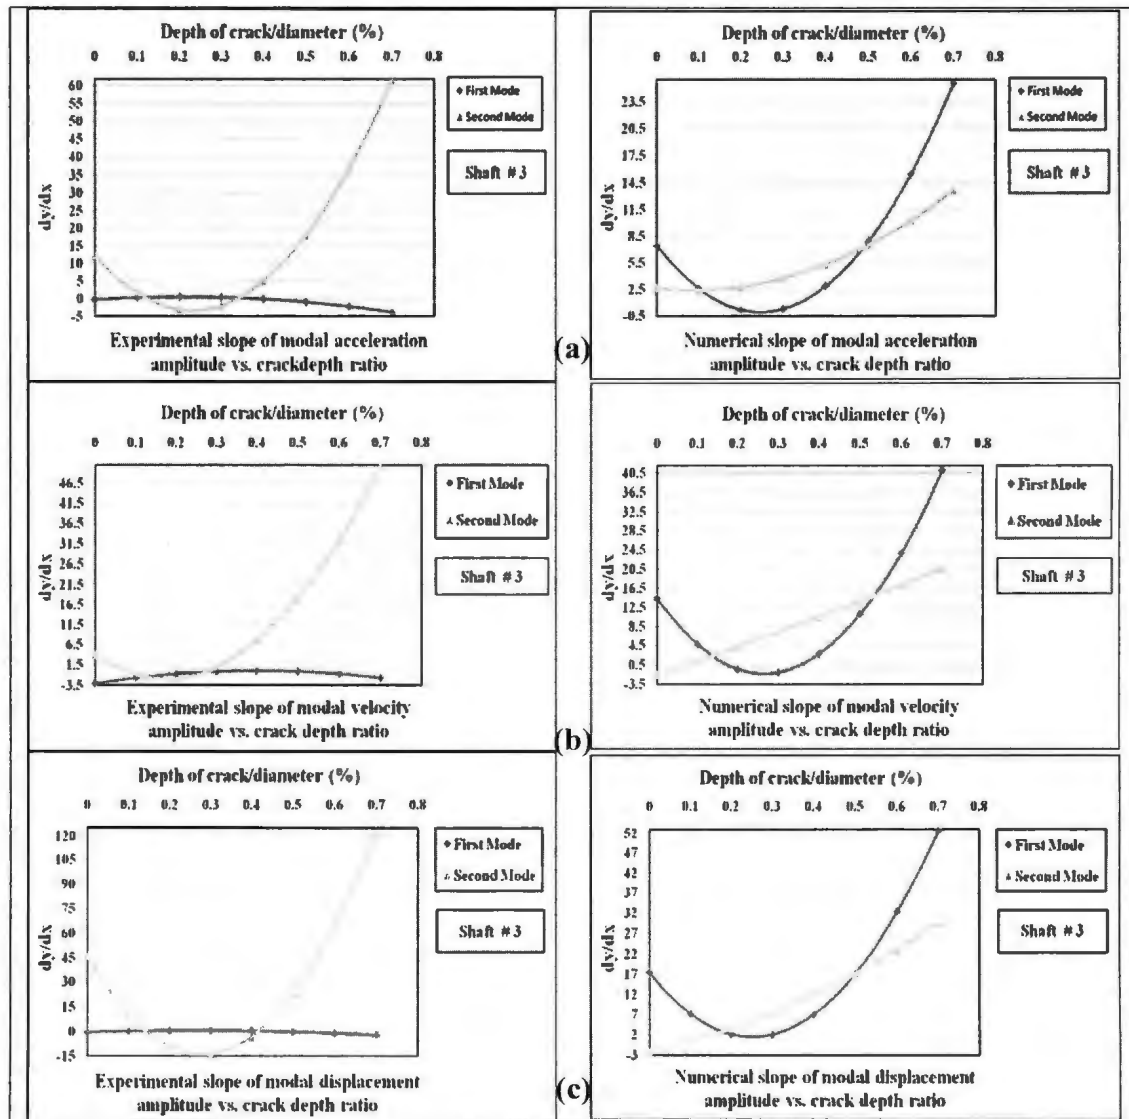 Depth of crack/diameter (%)
0 0.1 0.2 0.3 0.4 0.5 0.6 0.7 0.8
60
55
50
45
40
35
30
25
20
15
10
5
0
-5
dy/dx
First Mode
Second Mode
Shaft #3
Experimental slope of modal acceleration
amplitude vs. crackdepth ratio
Depth of crack/diameter (%)
0 0.1 0.2 0.3 0.4 0.5 0.6 0.7 0.8
23.5
20.5
17.5
14.5
11.5
8.5
5.5
2.5
-0.5
dy/dx
First Mode
Second Mode
Shaft #3
Numerical slope of modal acceleration
amplitude vs. crack depth ratio
(a)
Depth of crack/diameter (%)
0 0.1 0.2 0.3 0.4 0.5 0.6 0.7 0.8
46.5
41.5
36.5
31.5
26.5
21.5
16.5
11.5
6.5
1.5
-3.5
dy/dx
First Mode
Second Mode
Shaft #3
Experimental slope of modal velocity
amplitude vs. crack depth ratio
Depth of crack/diameter (%)
0 0.1 0.2 0.3 0.4 0.5 0.6 0.7 0.8
40.5
36.5
32.5
28.5
24.5
20.5
16.5
12.5
8.5
4.5
0.5
-3.5
dy/dx
First Mode
Second Mode
Shaft #3
Numerical slope of modal velocity
amplitude vs. crack depth ratio
(b)
Depth of crack/diameter (%)
0 0.1 0.2 0.3 0.4 0.5 0.6 0.7 0.8
120
105
90
75
60
45
30
15
0
-15
dy/dx
First Mode
Second Mode
Shaft #3
Experimental slope of modal displacement
amplitude vs. crack depth ratio
Depth of crack/diameter (%)
0 0.1 0.2 0.3 0.4 0.5 0.6 0.7 0.8
52
47
42
37
32
27
22
17
12
7
2
-3
dy/dx
First Mode
Second Mode
Shaft #3
Numerical slope of modal displacement
amplitude vs. crack depth ratio
(c)